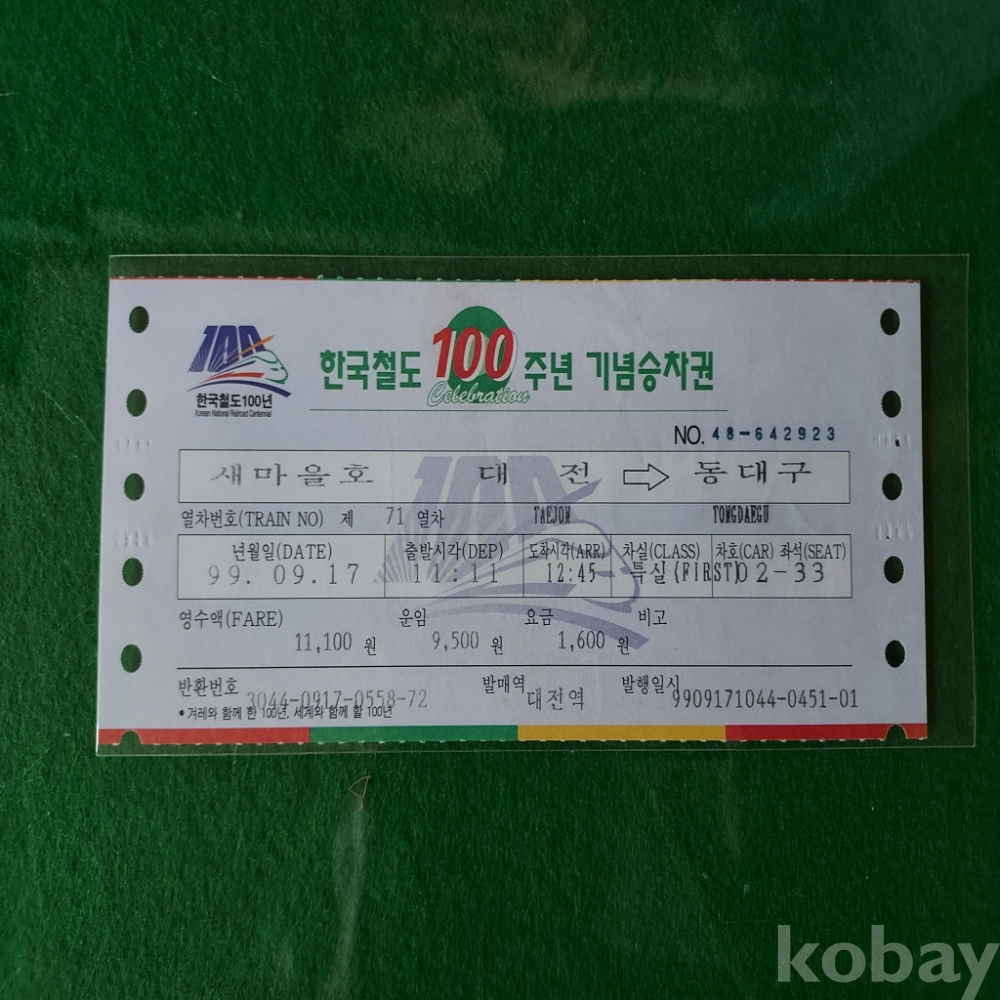 100
한국철도100년
Korean National Railroad Centennial
한국철도 100 주년 기념승차권
Celebration
NO. 48-642923
새마을호 대 전 ⇨ 동대구
열차번호(TRAIN NO) 제 71 열차 TAEJON TONGDAEGU
년월일(DATE) 출발시각(DEP) 도착시각(ARR) 차실(CLASS) 차호(CAR) 좌석(SEAT)
99. 09.17 11:11 12:45 특실(FIRST) 02-33
영수액(FARE) 운임 요금 비고
11,100 원 9,500 원 1,600 원
반환번호 3044-0917-0558-72 발매역 대전역 발행일시 9909171044-0451-01
* 겨레와 함께 한 100년, 세계와 함께 할 100년
kobay